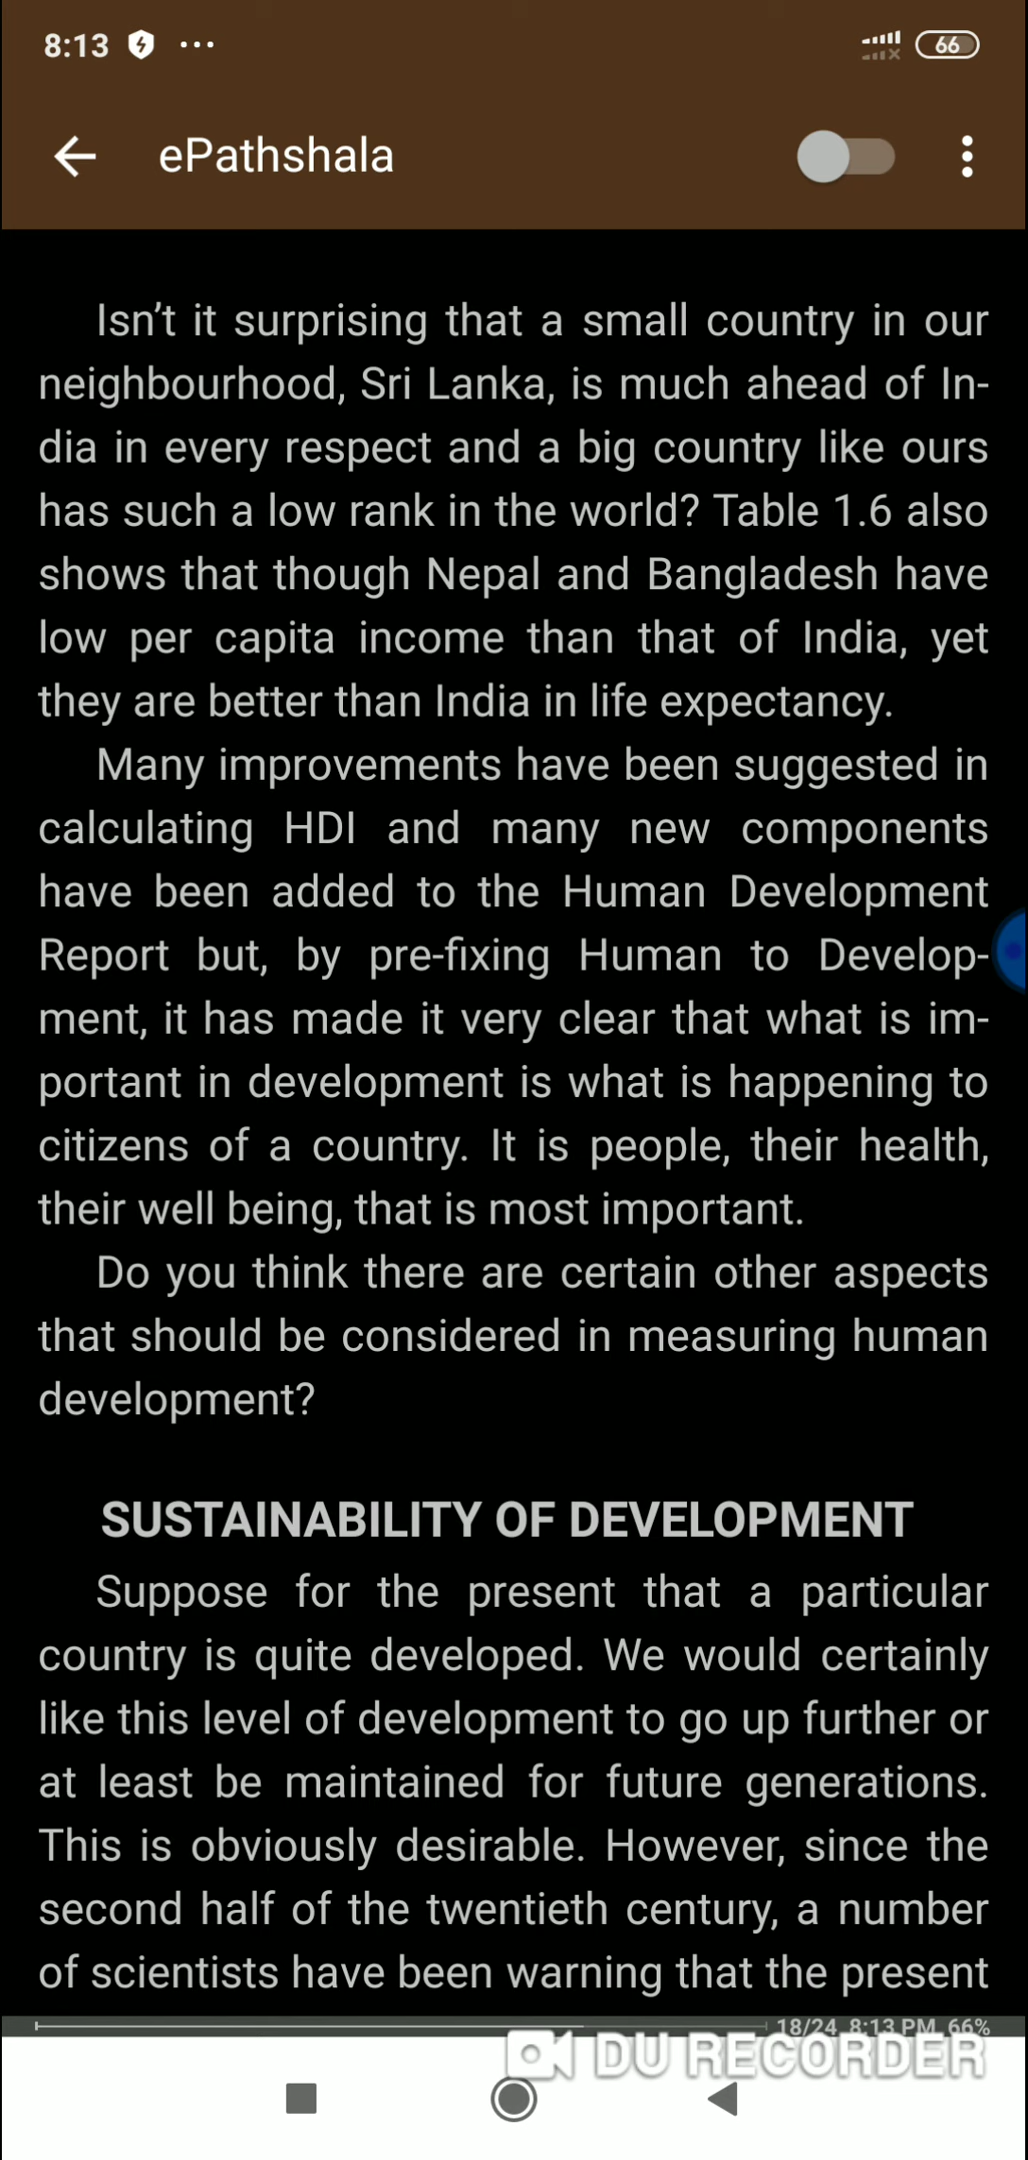 8:13
66
ePathshala
Isn’t it surprising that a small country in our
neighbourhood, Sri Lanka, is much ahead of In-
dia in every respect and a big country like ours
has such a low rank in the world? Table 1.6 also
shows that though Nepal and Bangladesh have
low per capita income than that of India, yet
they are better than India in life expectancy.
Many improvements have been suggested in
calculating HDI and many new components
have been added to the Human Development
Report but, by pre-fixing Human to Develop-
ment, it has made it very clear that what is im-
portant in development is what is happening to
citizens of a country. It is people, their health,
their well being, that is most important.
Do you think there are certain other aspects
that should be considered in measuring human
development?
SUSTAINABILITY OF DEVELOPMENT
Suppose for the present that a particular
country is quite developed. We would certainly
like this level of development to go up further or
at least be maintained for future generations.
This is obviously desirable. However, since the
second half of the twentieth century, a number
of scientists have been warning that the present
18/24 8:13 PM 66%
DU RECORDER